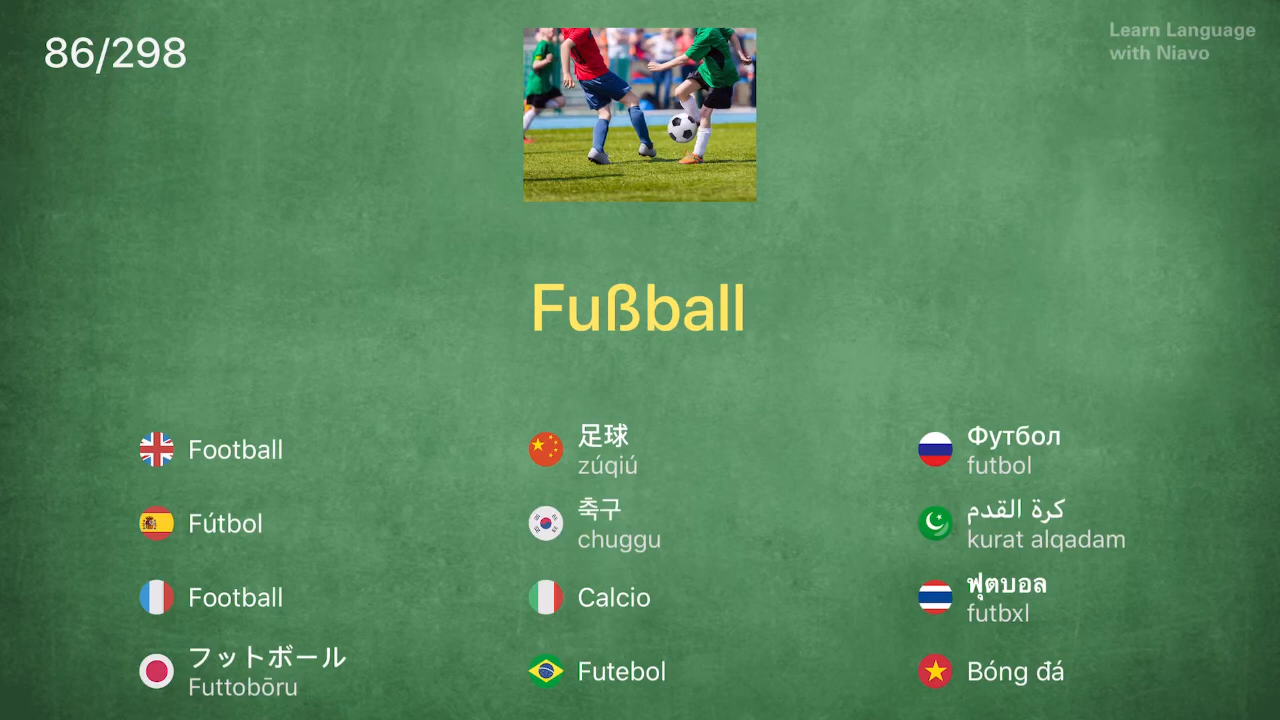 86/298
Learn Language
with Niavo
Fußball
Football
足球
zúqiú
Футбол
futbol
Fútbol
축구
chuggu
كرة القدم
kurat alqadam
Football
Calcio
ฟุตบอล
futbxl
フットボール
Futtobōru
Futebol
Bóng đá